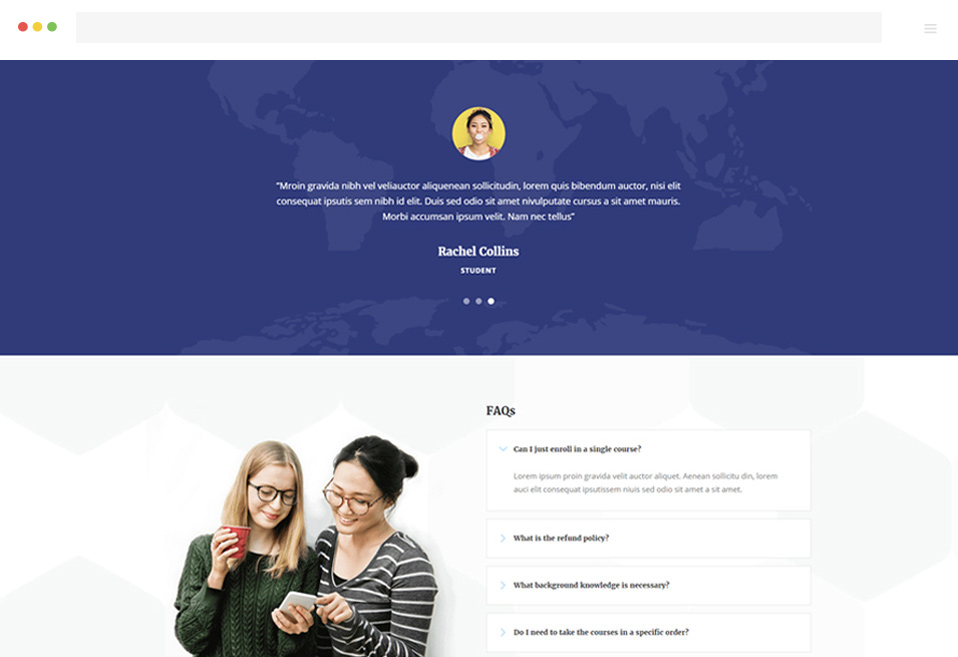 "Mroin gravida nibh vel veliauctor aliquenean sollicitudin, lorem quis bibendum auctor, nisi elit
consequat ipsutis sem nibh id elit. Duis sed odio sit amet nivulputate cursus a sit amet mauris.
Morbi accumsan ipsum velit. Nam nec tellus"
Rachel Collins
STUDENT
FAQs
Can I just enroll in a single course?
Lorem ipsum proin gravida velit auctor aliquet. Aenean sollicitu din, lorem
auci elit consequat ipsutissem niuis sed odio sit amet a sit amet.
What is the refund policy?
What background knowledge is necessary?
Do I need to take the courses in a specific order?